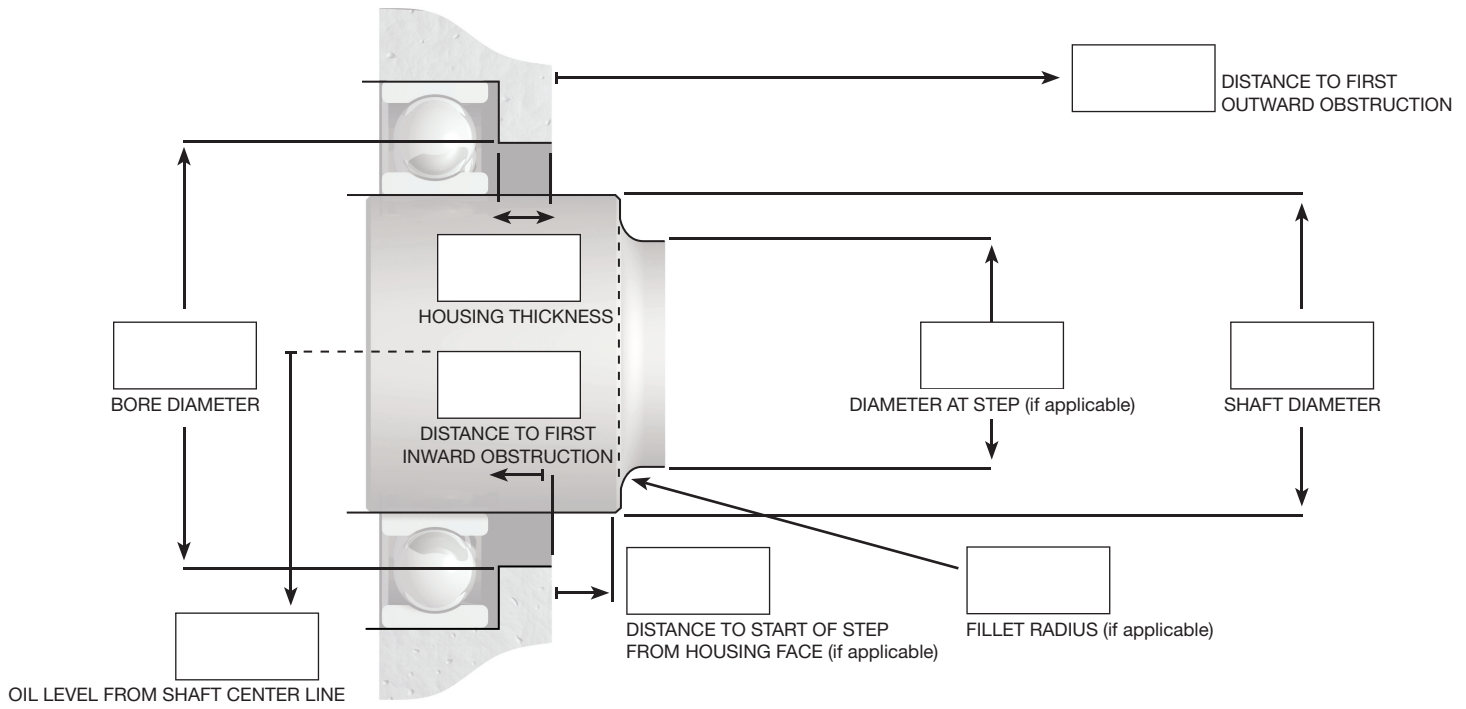 DISTANCE TO FIRST
OUTWARD OBSTRUCTION
HOUSING THICKNESS
BORE DIAMETER
DIAMETER AT STEP (if applicable)
SHAFT DIAMETER
DISTANCE TO FIRST
INWARD OBSTRUCTION
DISTANCE TO START OF STEP
FROM HOUSING FACE (if applicable)
FILLET RADIUS (if applicable)
OIL LEVEL FROM SHAFT CENTER LINE